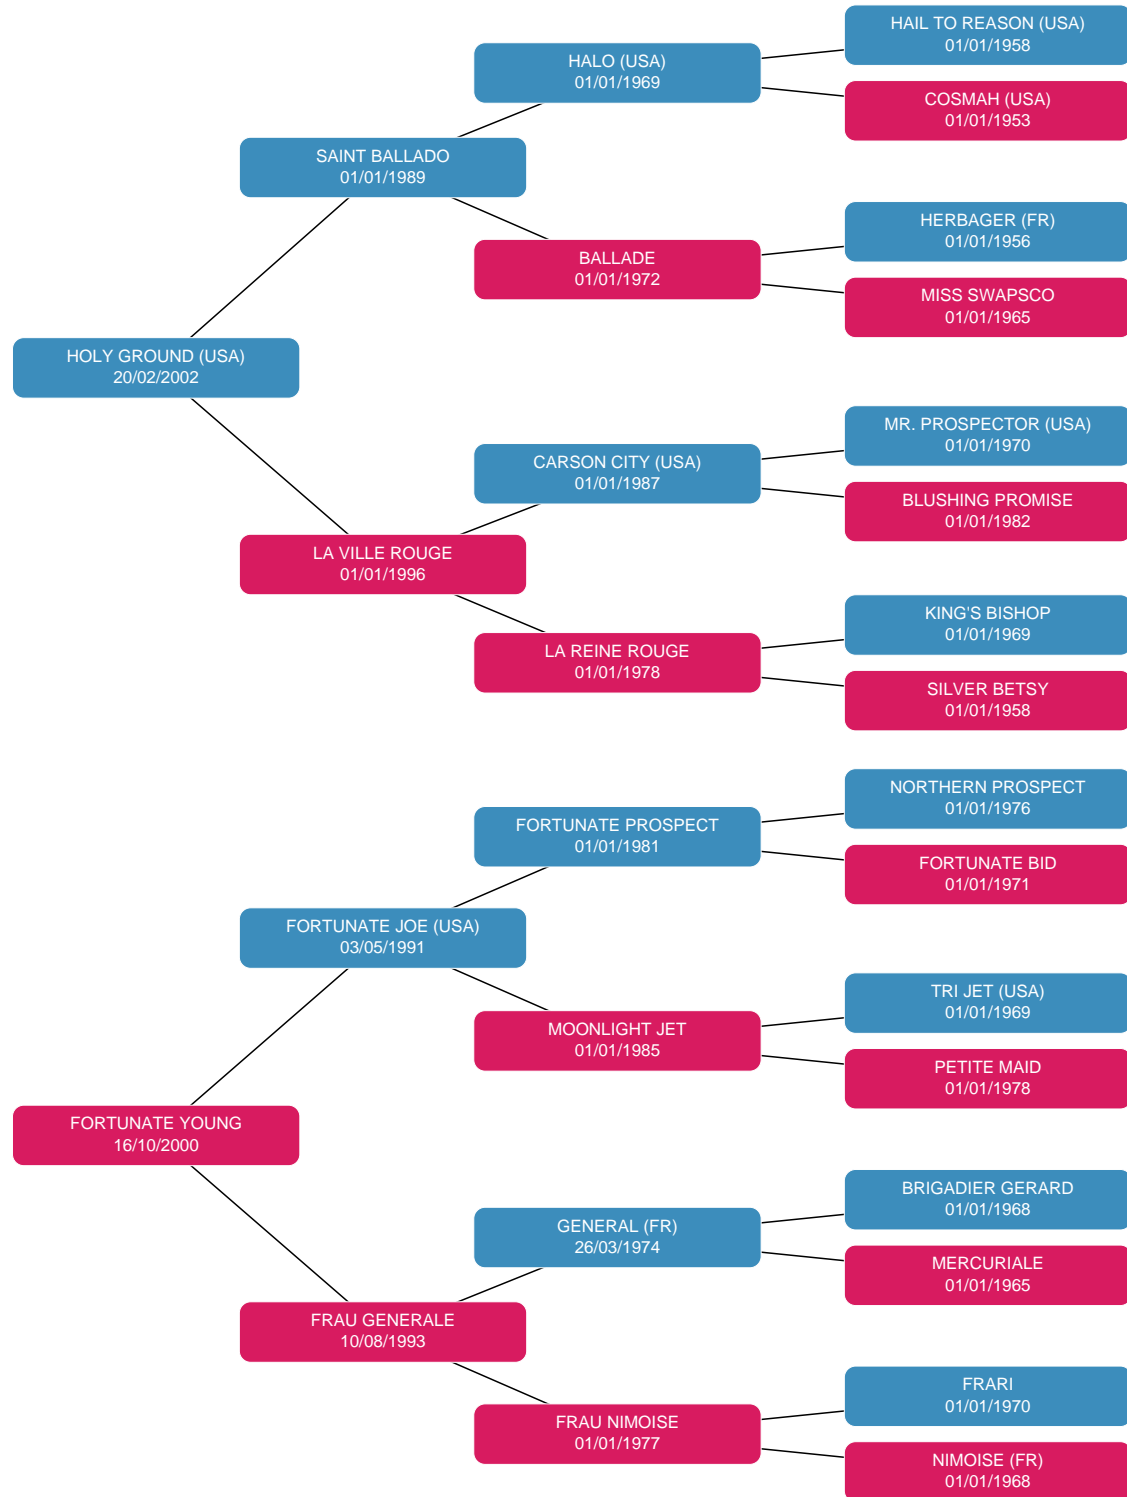 HAIL TO REASON (USA)
01/01/1958
HALO (USA)
01/01/1969
COSMAH (USA)
01/01/1953
SAINT BALLADO
01/01/1989
HERBAGER (FR)
01/01/1956
BALLADE
01/01/1972
MISS SWAPSCO
01/01/1965
HOLY GROUND (USA)
20/02/2002
MR. PROSPECTOR (USA)
01/01/1970
CARSON CITY (USA)
01/01/1987
BLUSHING PROMISE
01/01/1982
LA VILLE ROUGE
01/01/1996
KING'S BISHOP
01/01/1969
LA REINE ROUGE
01/01/1978
SILVER BETSY
01/01/1958
NORTHERN PROSPECT
01/01/1976
FORTUNATE PROSPECT
01/01/1981
FORTUNATE BID
01/01/1971
FORTUNATE JOE (USA)
03/05/1991
TRI JET (USA)
01/01/1969
MOONLIGHT JET
01/01/1985
PETITE MAID
01/01/1978
FORTUNATE YOUNG
16/10/2000
BRIGADIER GERARD
01/01/1968
GENERAL (FR)
26/03/1974
MERCURIALE
01/01/1965
FRAU GENERALE
10/08/1993
FRARI
01/01/1970
FRAU NIMOISE
01/01/1977
NIMOISE (FR)
01/01/1968